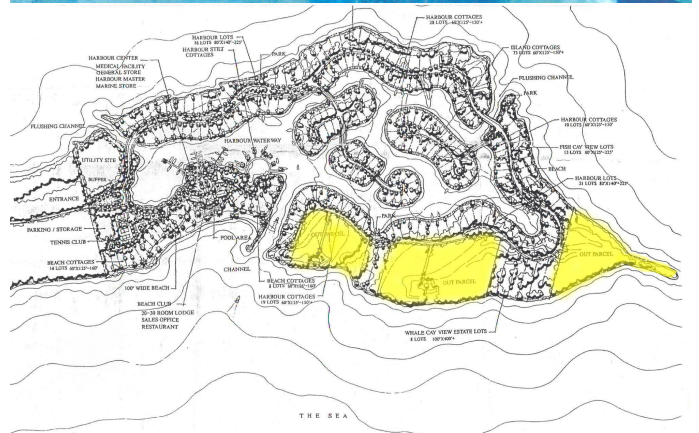 HARBOUR COTTAGES
HARBOUR LOTS
HARBOUR STILT
COTTAGES
PARK
HARBOUR CENTER
MEDICAL FACILITY
GENERAL STORE
HARBOUR MASTER
MARINE STORE
ISLAND COTTAGES
FLUSHING CHANNEL
PARK
FLUSHING CHANNEL
HARBOUR COTTAGES
HARBOUR WATERWAY
UTILITY SITE
FISH CAY VIEW LOTS
BUFFER
BEACH
HARBOUR LOTS
ENTRANCE
PARK
PARKING / STORAGE
OUT PARCEL
TENNIS CLUB
POOL AREA
BEACH COTTAGES
CHANNEL
OUT PARCEL
OUT PARCEL
100' WIDE BEACH
BEACH COTTAGES
HARBOUR COTTAGES
BEACH CLUB
20-30 ROOM LODGE
SALES OFFICE
RESTAURANT
WHALE CAY VIEW ESTATE LOTS
8 LOTS 100'X400'+
THE SEA